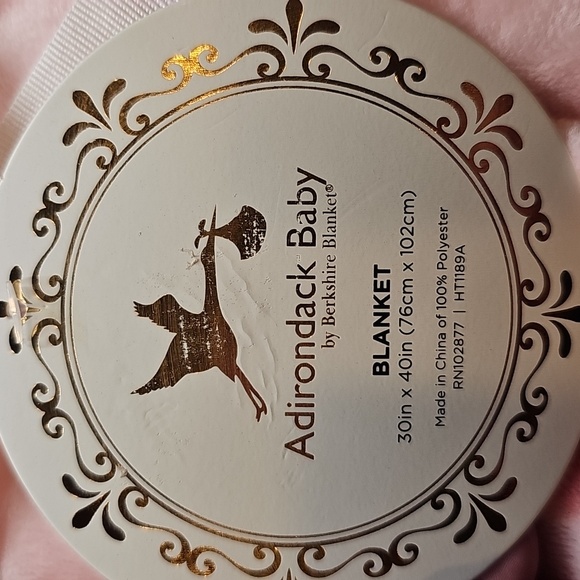 Adirondack Baby
by Berkshire Blanket®
BLANKET
30in x 40in (76cm x 102cm)
Made in China of 100% Polyester
RN102877 | HT1189A